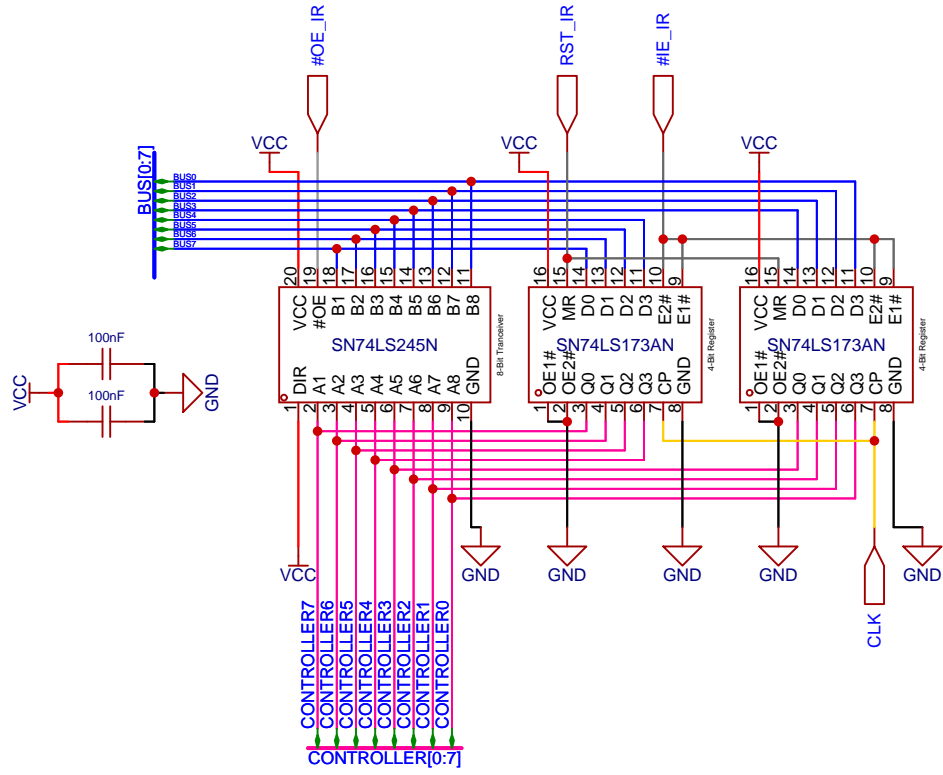 #OE_IR
RST_IR
#IE_IR
VCC
VCC
VCC
BUS[0:7]
BUS0
BUS1
BUS2
BUS3
BUS4
BUS5
BUS6
BUS7
20 19 18 17 16 15 14 13 12 11
VCC #OE B1 B2 B3 B4 B5 B6 B7 B8
SN74LS245N
8-Bit Tranceiver
DIR A1 A2 A3 A4 A5 A6 A7 A8 GND
1 2 3 4 5 6 7 8 9 10
16 15 14 13 12 11 10 9
VCC MR D0 D1 D2 D3 E2# E1#
SN74LS173AN
4-Bit Register
OE1# OE2# Q0 Q1 Q2 Q3 CP GND
1 2 3 4 5 6 7 8
16 15 14 13 12 11 10 9
VCC MR D0 D1 D2 D3 E2# E1#
SN74LS173AN
4-Bit Register
OE1# OE2# Q0 Q1 Q2 Q3 CP GND
1 2 3 4 5 6 7 8
100nF
VCC
100nF
GND
VCC
GND
GND
GND
GND
GND
CLK
CONTROLLER7
CONTROLLER6
CONTROLLER5
CONTROLLER4
CONTROLLER3
CONTROLLER2
CONTROLLER1
CONTROLLER0
CONTROLLER[0:7]